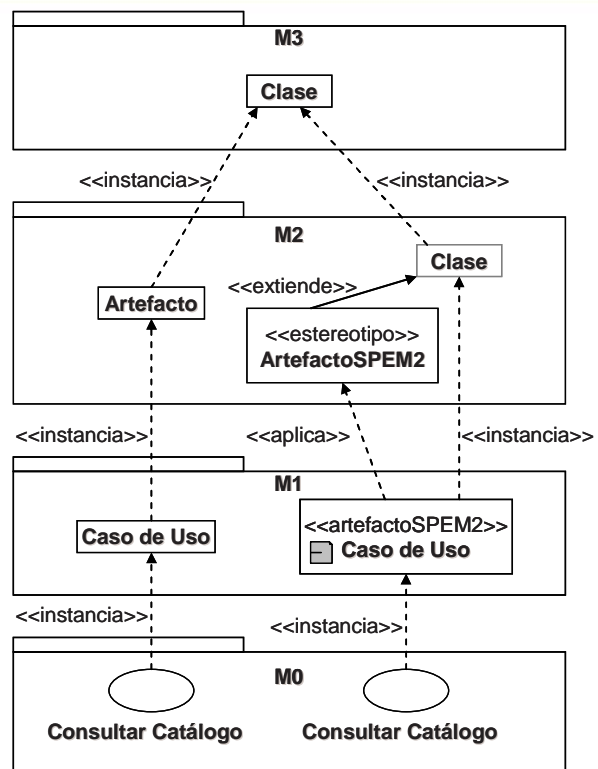 M3
Clase
<<instancia>>
<<instancia>>
M2
Clase
<<extiende>>
Artefacto
<<estereotipo>>
ArtefactoSPEM2
<<instancia>>
<<aplica>>
<<instancia>>
M1
<<artefactoSPEM2>>
Caso de Uso
Caso de Uso
<<instancia>>
<<instancia>>
M0
Consultar Catálogo
Consultar Catálogo